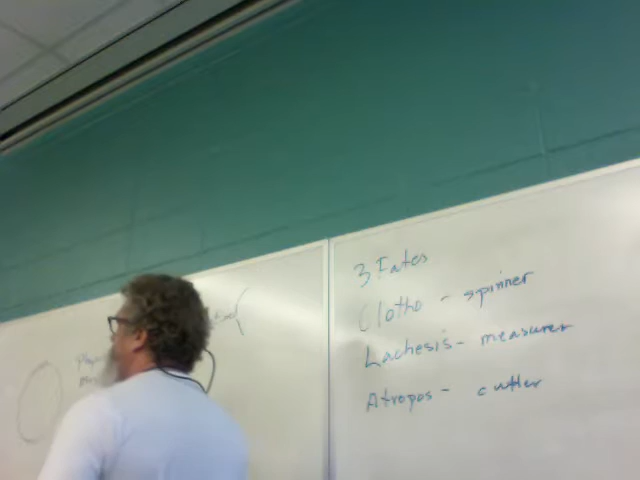 3 Fates
Clotho - spinner
Lachesis - measurer
Atropos - cutter